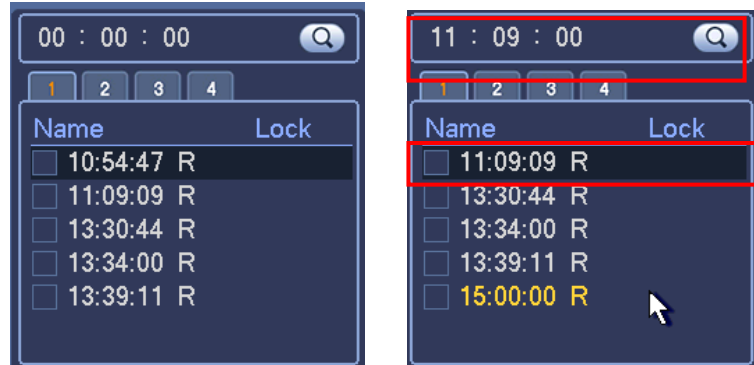 00 : 00 : 00
1 2 3 4
Name Lock
10:54:47 R
11:09:09 R
13:30:44 R
13:34:00 R
13:39:11 R
11 : 09 : 00
1 2 3 4
Name Lock
11:09:09 R
13:30:44 R
13:34:00 R
13:39:11 R
15:00:00 R